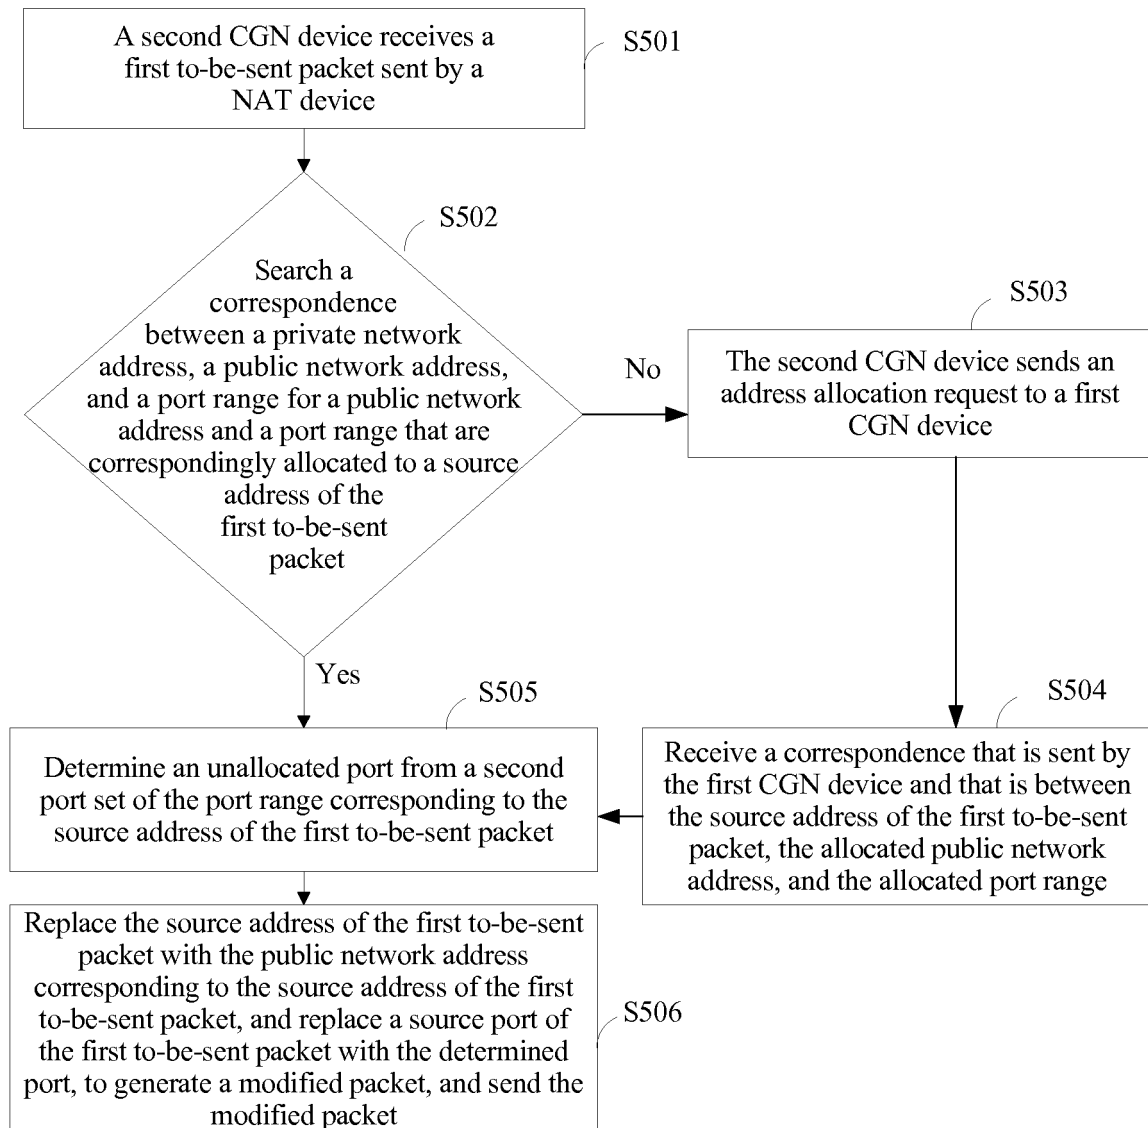 A second CGN device receives a
first to-be-sent packet sent by a
NAT device
S501
S502
Search a
correspondence
between a private network
address, a public network address,
and a port range for a public network
address and a port range that are
correspondingly allocated to a source
address of the
first to-be-sent
packet
No
S503
The second CGN device sends an
address allocation request to a first
CGN device
Yes
S504
Receive a correspondence that is sent by
the first CGN device and that is between
the source address of the first to-be-sent
packet, the allocated public network
address, and the allocated port range
S505
Determine an unallocated port from a second
port set of the port range corresponding to the
source address of the first to-be-sent packet
Replace the source address of the first to-be-sent
packet with the public network address
corresponding to the source address of the first
to-be-sent packet, and replace a source port of
the first to-be-sent packet with the determined
port, to generate a modified packet, and send the
modified packet
S506